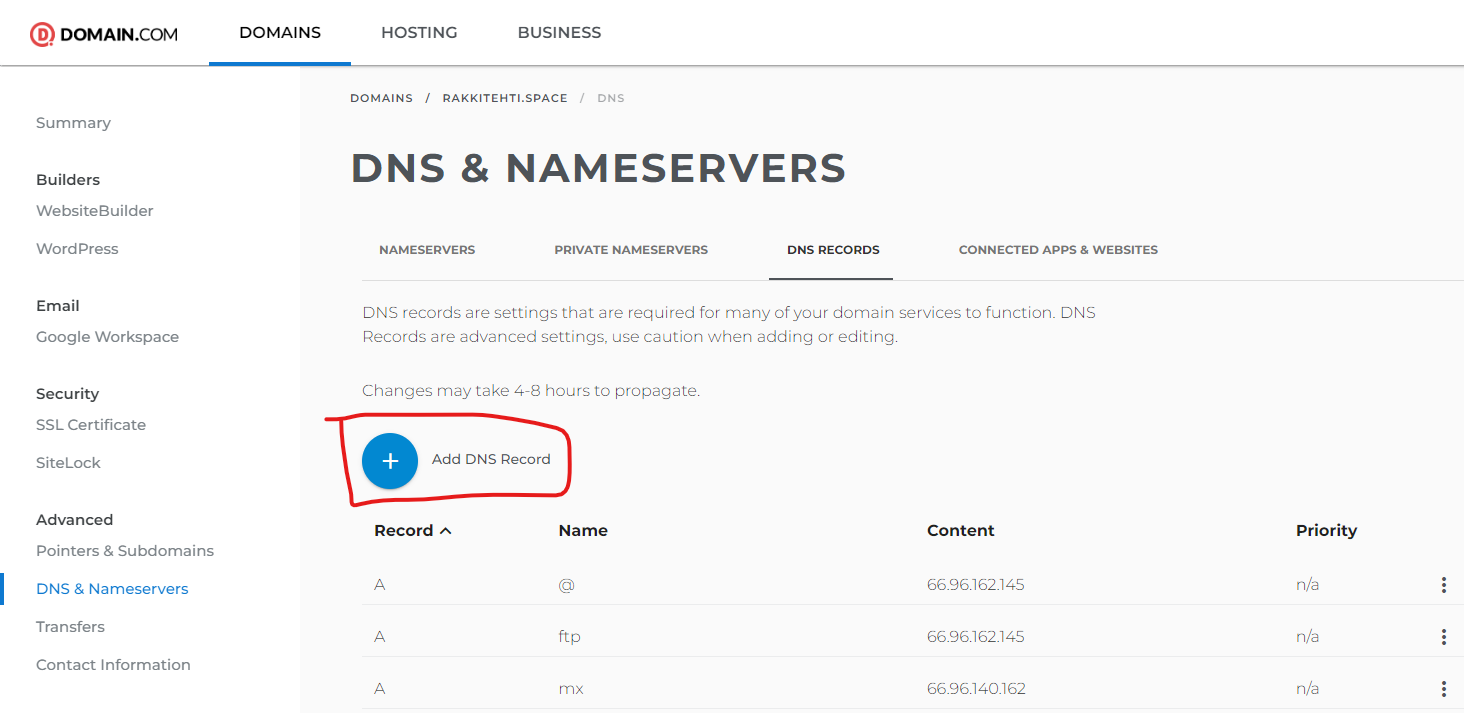 DOMAIN.COM DOMAINS HOSTING BUSINESS
Summary
Builders
WebsiteBuilder
WordPress
Email
Google Workspace
Security
SSL Certificate
SiteLock
Advanced
Pointers & Subdomains
DNS & Nameservers
Transfers
Contact Information
DOMAINS / RAKKITEHTI.SPACE / DNS
DNS & NAMESERVERS
NAMESERVERS PRIVATE NAMESERVERS DNS RECORDS CONNECTED APPS & WEBSITES
DNS records are settings that are required for many of your domain services to function. DNS
Records are advanced settings, use caution when adding or editing.
Changes may take 4-8 hours to propagate.
+ Add DNS Record
Record Name Content Priority
A @ 66.96.162.145 n/a
A ftp 66.96.162.145 n/a
A mx 66.96.140.162 n/a